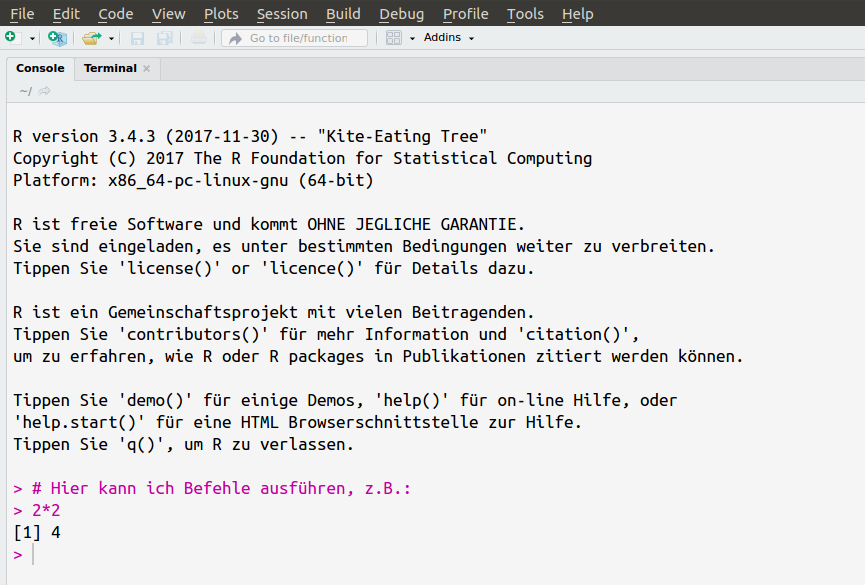 File Edit Code View Plots Session Build Debug Profile Tools Help
R Go to file/function Addins
Console Terminal
~/
R version 3.4.3 (2017-11-30) -- "Kite-Eating Tree"
Copyright (C) 2017 The R Foundation for Statistical Computing
Platform: x86_64-pc-linux-gnu (64-bit)
R ist freie Software und kommt OHNE JEGLICHE GARANTIE.
Sie sind eingeladen, es unter bestimmten Bedingungen weiter zu verbreiten.
Tippen Sie 'license()' or 'licence()' für Details dazu.
R ist ein Gemeinschaftsprojekt mit vielen Beitragenden.
Tippen Sie 'contributors()' für mehr Information und 'citation()',
um zu erfahren, wie R oder R packages in Publikationen zitiert werden können.
Tippen Sie 'demo()' für einige Demos, 'help()' für on-line Hilfe, oder
'help.start()' für eine HTML Browserschnittstelle zur Hilfe.
Tippen Sie 'q()', um R zu verlassen.
> # Hier kann ich Befehle ausführen, z.B.:
> 2*2
[1] 4
>